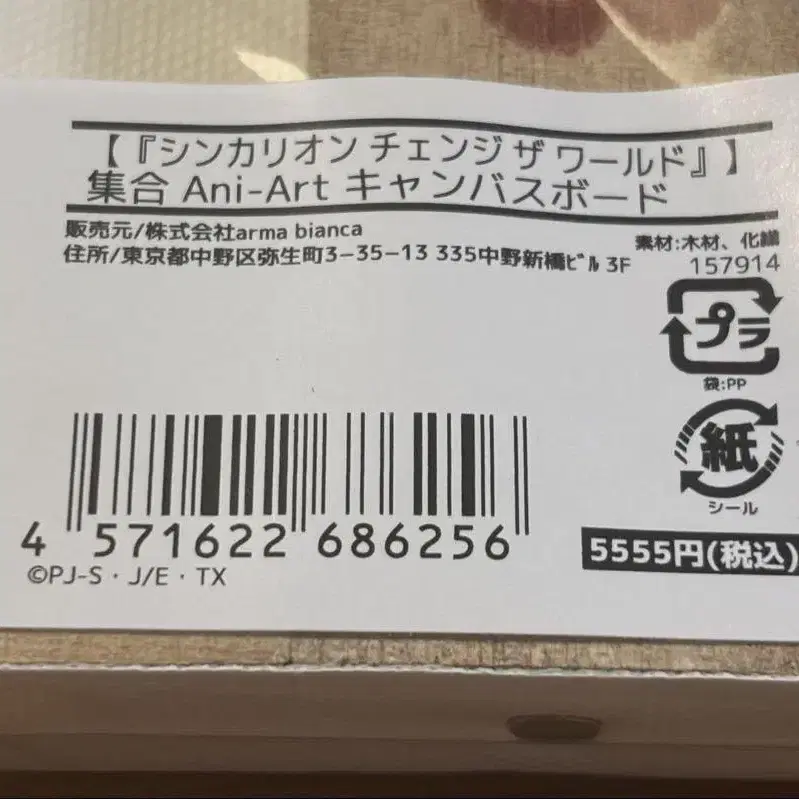 【『シンカリオン チェンジ ザ ワールド』】
集合 Ani-Art キャンバスボード
販売元/株式会社arma bianca
住所/東京都中野区弥生町3-35-13 335中野新橋ﾋﾞﾙ 3F
素材:木材、化繊
157914
プラ
袋:PP
紙
シール
4 571622 686256
5555円(税込)
©PJ-S・J/E・TX